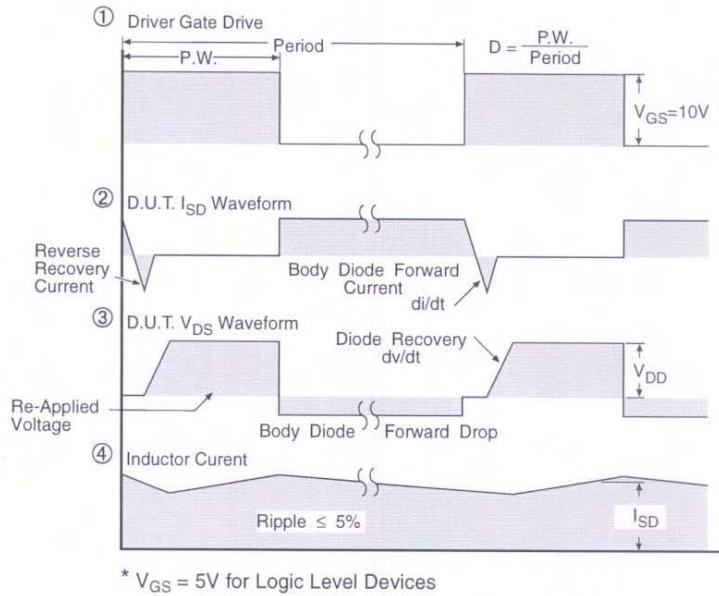 ① Driver Gate Drive
Period
P.W.
D = P.W. / Period
V_GS=10V
② D.U.T. I_SD Waveform
Reverse
Recovery
Current
Body Diode Forward
Current
di/dt
③ D.U.T. V_DS Waveform
Diode Recovery
dv/dt
V_DD
Re-Applied
Voltage
Body Diode Forward Drop
④ Inductor Curent
Ripple ≤ 5%
I_SD
* V_GS = 5V for Logic Level Devices